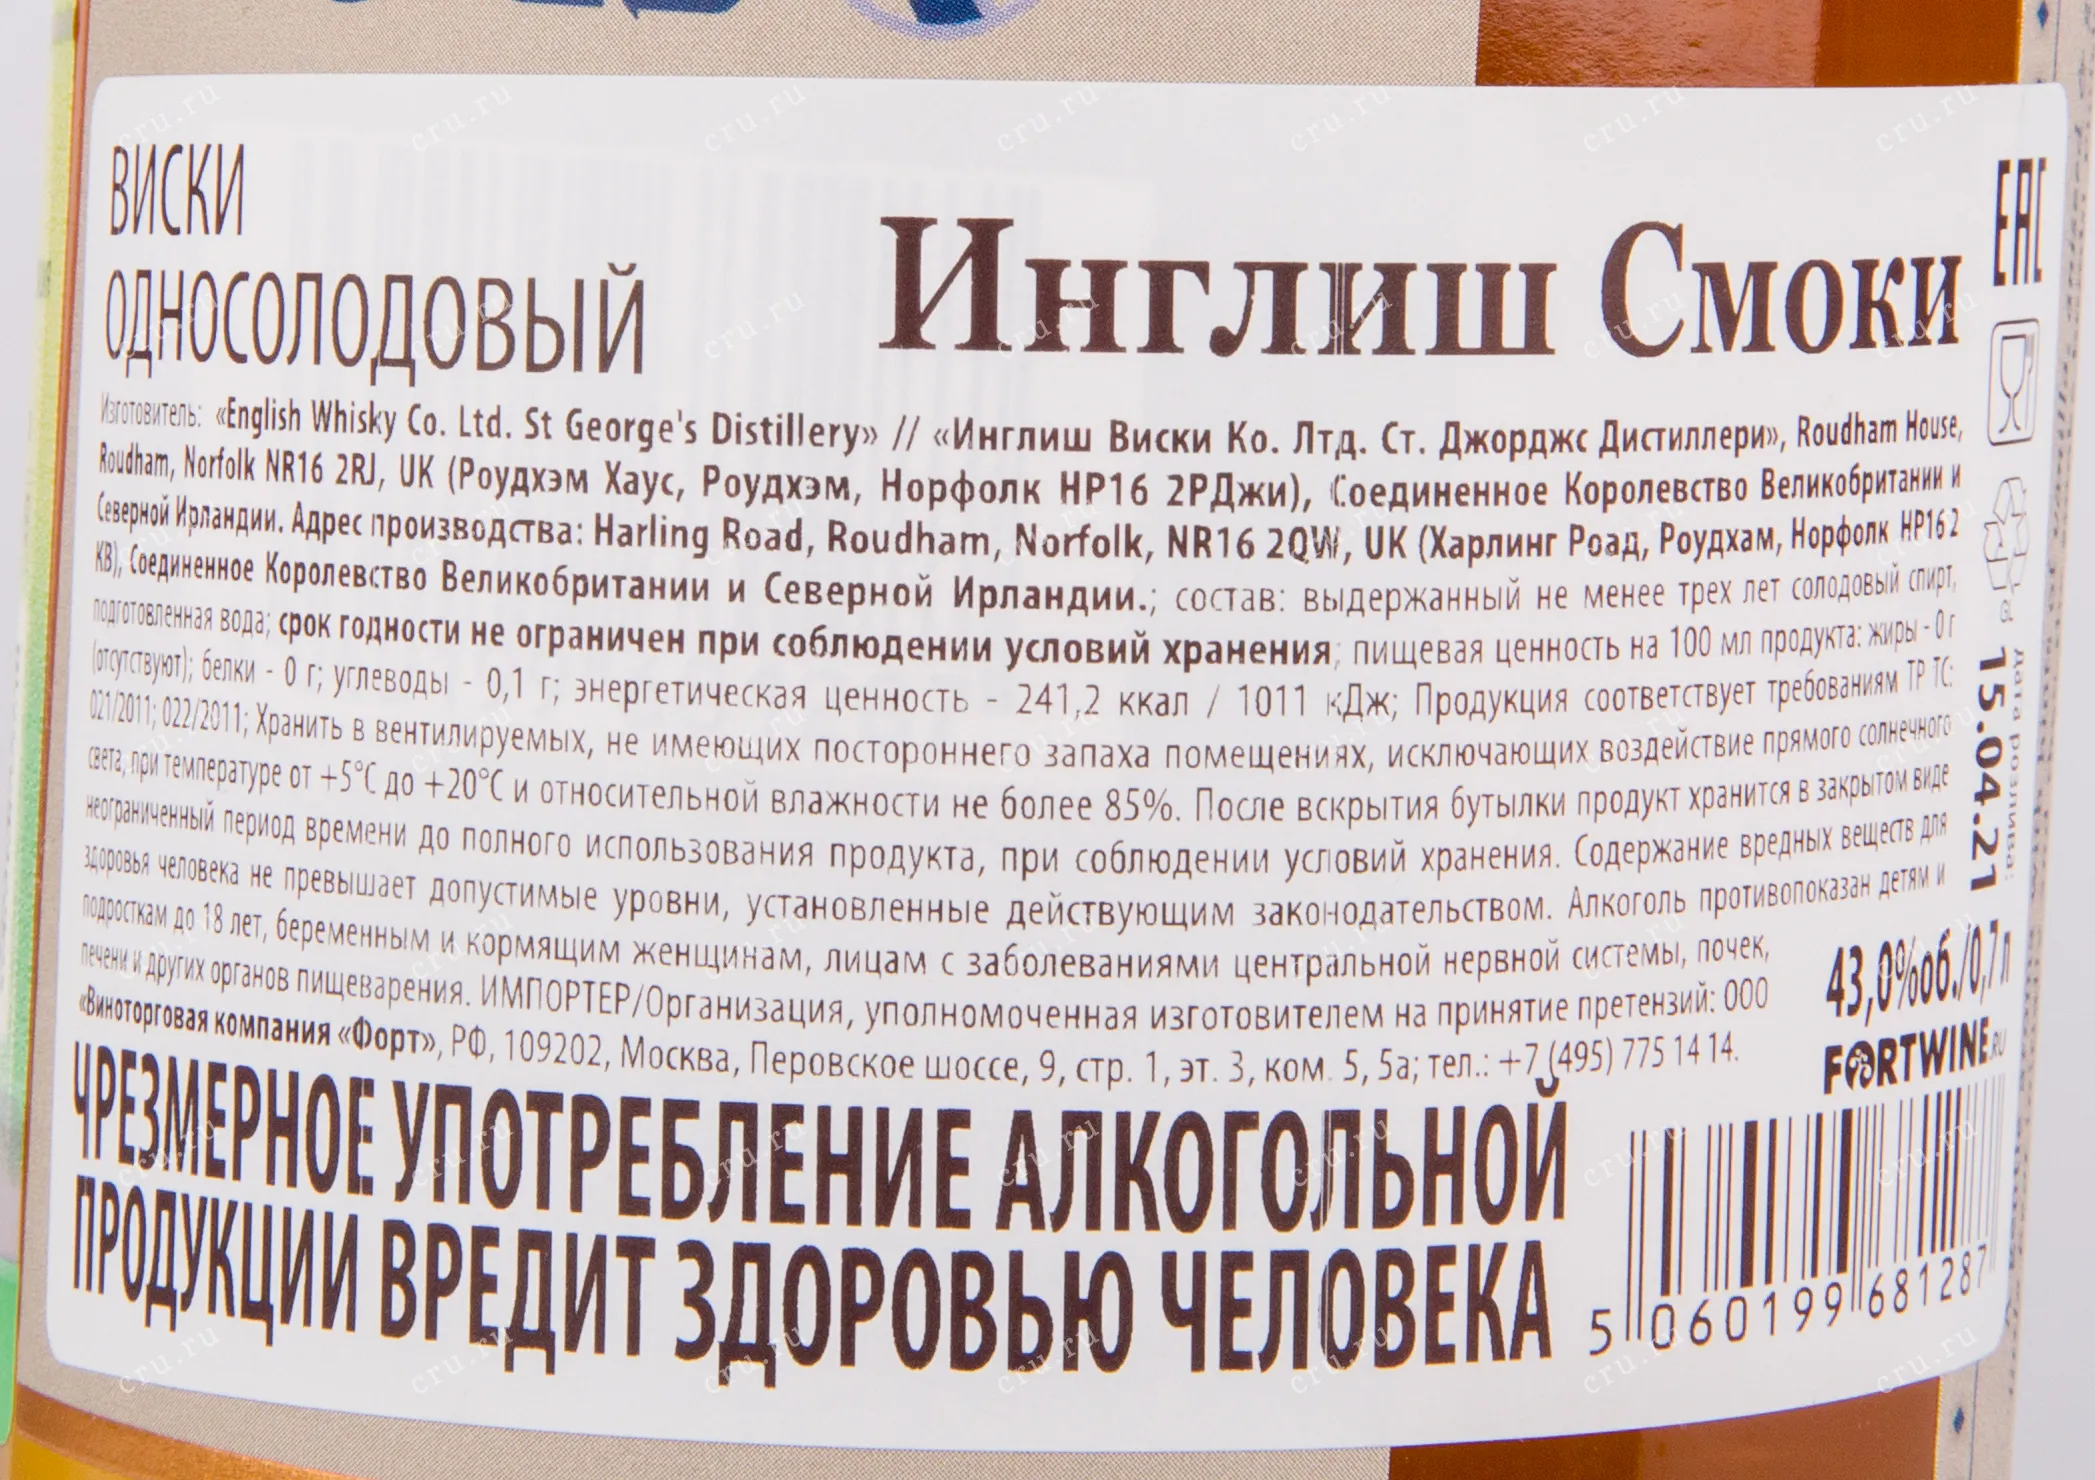 ВИСКИ
ОДНОСОЛОДОВЫЙ
Инглиш Смоки
Изготовитель: «English Whisky Co. Ltd. St George's Distillery» // «Инглиш Виски Ко. Лтд. Ст. Джорджс Дистиллери», Roudham House,
Roudham, Norfolk NR16 2RJ, UK (Роудхэм Хаус, Роудхэм, Норфолк НР16 2РДжи), Соединенное Королевство Великобритании и
Северной Ирландии. Адрес производства: Harling Road, Roudham, Norfolk, NR16 2QW, UK (Харлинг Роад, Роудхам, Норфолк НР16 2
КВ), Соединенное Королевство Великобритании и Северной Ирландии.; состав: выдержанный не менее трех лет солодовый спирт,
подготовленная вода; срок годности не ограничен при соблюдении условий хранения; пищевая ценность на 100 мл продукта: жиры - 0 г
(отсутствуют); белки - 0 г; углеводы - 0,1 г; энергетическая ценность - 241,2 ккал / 1011 кДж; Продукция соответствует требованиям ТР ТС:
021/2011; 022/2011; Хранить в вентилируемых, не имеющих постороннего запаха помещениях, исключающих воздействие прямого солнечного
света, при температуре от +5°С до +20°С и относительной влажности не более 85%. После вскрытия бутылки продукт хранится в закрытом виде
неограниченный период времени до полного использования продукта, при соблюдении условий хранения. Содержание вредных веществ для
здоровья человека не превышает допустимые уровни, установленные действующим законодательством. Алкоголь противопоказан детям и
подросткам до 18 лет, беременным и кормящим женщинам, лицам с заболеваниями центральной нервной системы, почек,
печени и других органов пищеварения. ИМПОРТЕР/Организация, уполномоченная изготовителем на принятие претензий: ООО
«Виноторговая компания «Форт», РФ, 109202, Москва, Перовское шоссе, 9, стр. 1, эт. 3, ком. 5, 5а; тел.: +7 (495) 775 14 14.
ЧРЕЗМЕРНОЕ УПОТРЕБЛЕНИЕ АЛКОГОЛЬНОЙ
ПРОДУКЦИИ ВРЕДИТ ЗДОРОВЬЮ ЧЕЛОВЕКА
EAC
дата розлива:
15.04.21
43,0%об./0,7л
FORTWINE.RU
5 060199 681287
cru.ru